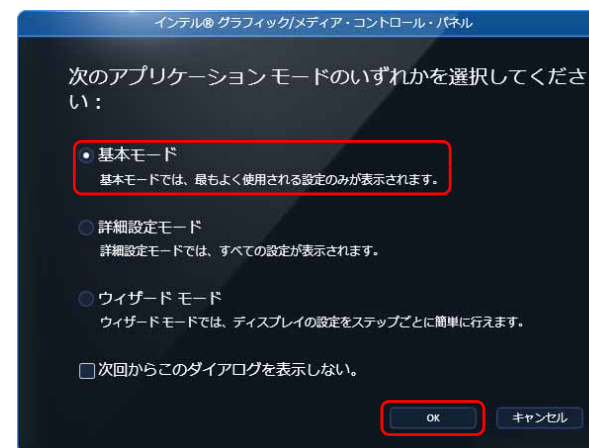 インテル® グラフィック/メディア・コントロール・パネル
次のアプリケーション モードのいずれかを選択してくださ
い：
基本モード
基本モードでは、最もよく使用される設定のみが表示されます。
詳細設定モード
詳細設定モードでは、すべての設定が表示されます。
ウィザード モード
ウィザード モードでは、ディスプレイの設定をステップごとに簡単に行えます。
次回からこのダイアログを表示しない。
OK キャンセル